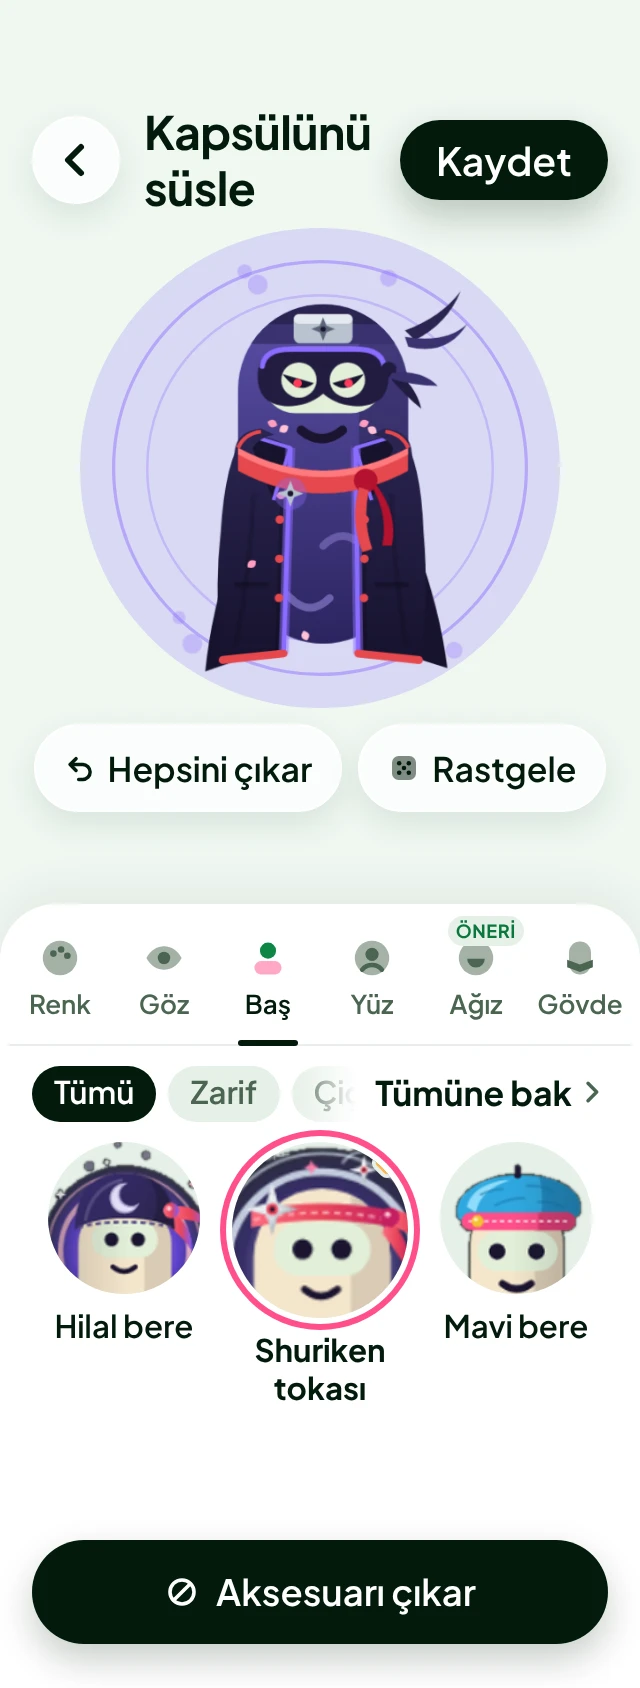 Kapsülünü
süsle
Kaydet
Hepsini çıkar
Rastgele
ÖNERİ
Renk
Göz
Baş
Yüz
Ağız
Gövde
Tümü
Zarif
Tümüne bak
Hilal bere
Shuriken
tokası
Mavi bere
Aksesuarı çıkar